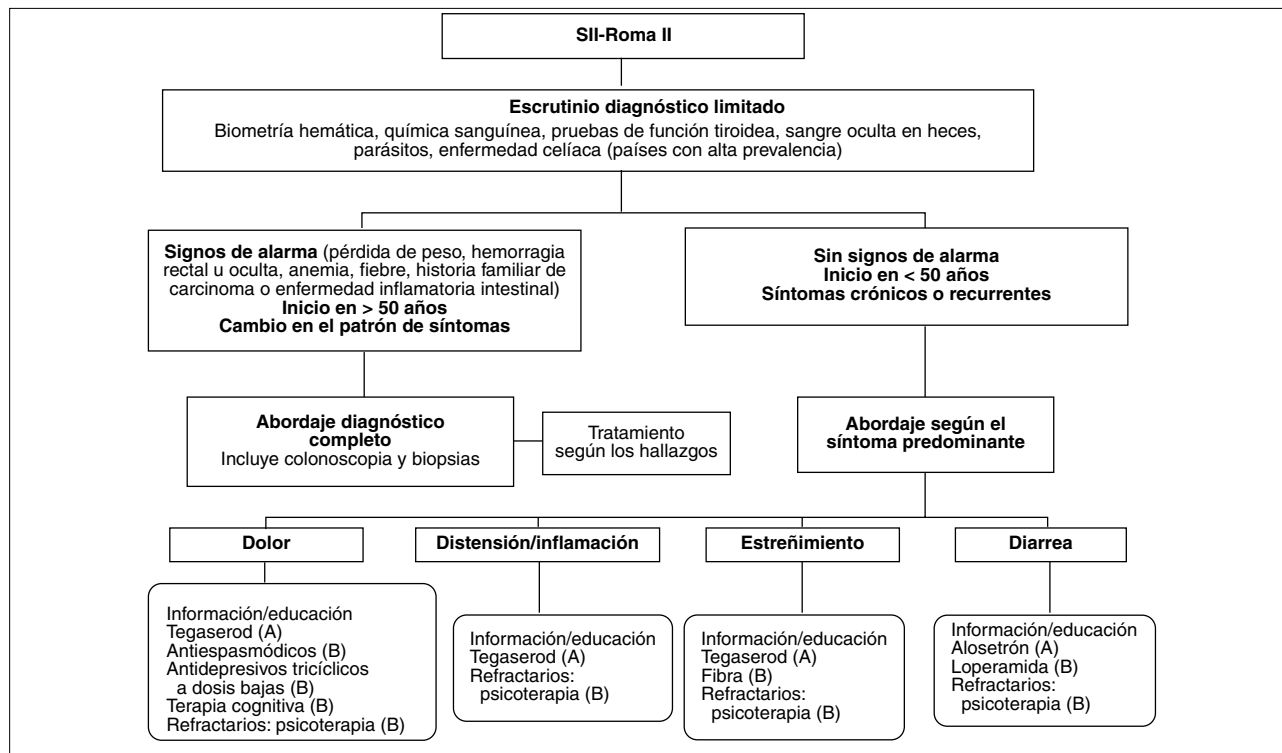 SII-Roma II
Escrutinio diagnóstico limitado
Biometría hemática, química sanguínea, pruebas de función tiroidea, sangre oculta en heces,
parásitos, enfermedad celíaca (países con alta prevalencia)
Signos de alarma (pérdida de peso, hemorragia
rectal u oculta, anemia, fiebre, historia familiar de
carcinoma o enfermedad inflamatoria intestinal)
Inicio en > 50 años
Cambio en el patrón de síntomas
Sin signos de alarma
Inicio en < 50 años
Síntomas crónicos o recurrentes
Abordaje diagnóstico
completo
Incluye colonoscopia y biopsias
Tratamiento
según los hallazgos
Abordaje según el
síntoma predominante
Dolor
Información/educación
Tegaserod (A)
Antiespasmódicos (B)
Antidepresivos tricíclicos
a dosis bajas (B)
Terapia cognitiva (B)
Refractarios: psicoterapia (B)
Distensión/inflamación
Información/educación
Tegaserod (A)
Refractarios:
psicoterapia (B)
Estreñimiento
Información/educación
Tegaserod (A)
Fibra (B)
Refractarios:
psicoterapia (B)
Diarrea
Información/educación
Alosetrón (A)
Loperamida (B)
Refractarios:
psicoterapia (B)